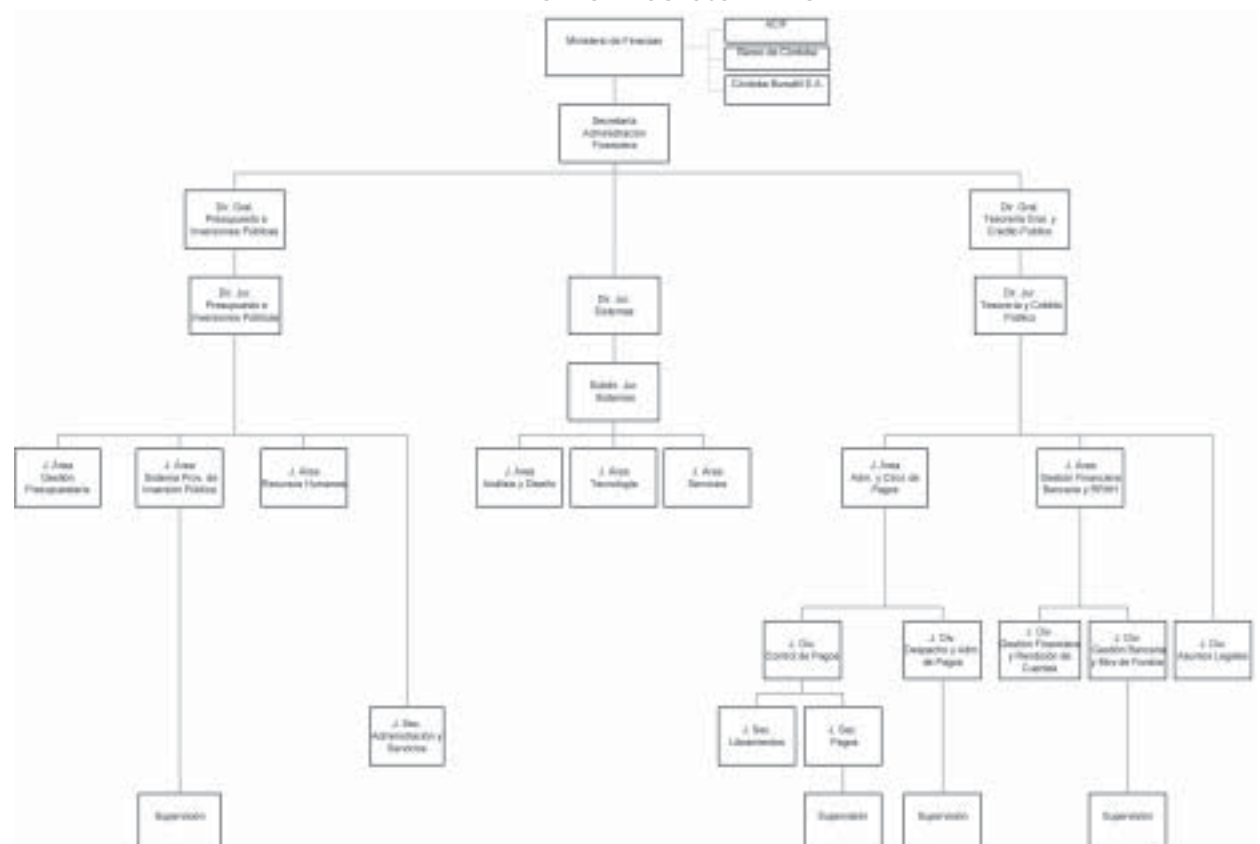 Ministerio de Finanzas
ACIF
Banco de Córdoba
Córdoba Bursátil S.A.
Secretaría
Administración
Financiera
Dir. Gral.
Presupuesto e
Inversiones Públicas
Dir. Gral.
Tesorería Gral. y
Crédito Público
Dir. Jur.
Presupuesto e
Inversiones Públicas
Dir. Jur.
Sistemas
Dir. Jur.
Tesorería y Crédito
Público
Subdir. Jur.
Sistemas
J. Área
Gestión
Presupuestaria
J. Área
Sistema Prov. de
Inversión Pública
J. Área
Recursos Humanos
J. Área
Análisis y Diseño
J. Área
Tecnología
J. Área
Servicios
J. Área
Adm. y Ctrol. de
Pagos
J. Área
Gestión Financiera
Bancaria y RRHH
J. Div.
Control de Pagos
J. Div.
Despacho y Adm.
de Pagos
J. Div.
Gestión Financiera
y Rendición de
Cuentas
J. Div.
Gestión Bancaria
y Mov de Fondos
J. Div.
Asuntos Legales
J. Sec.
Administración y
Servicios
J. Sec.
Libramientos
J. Sec.
Pagos
Supervisión
Supervisión
Supervisión
Supervisión